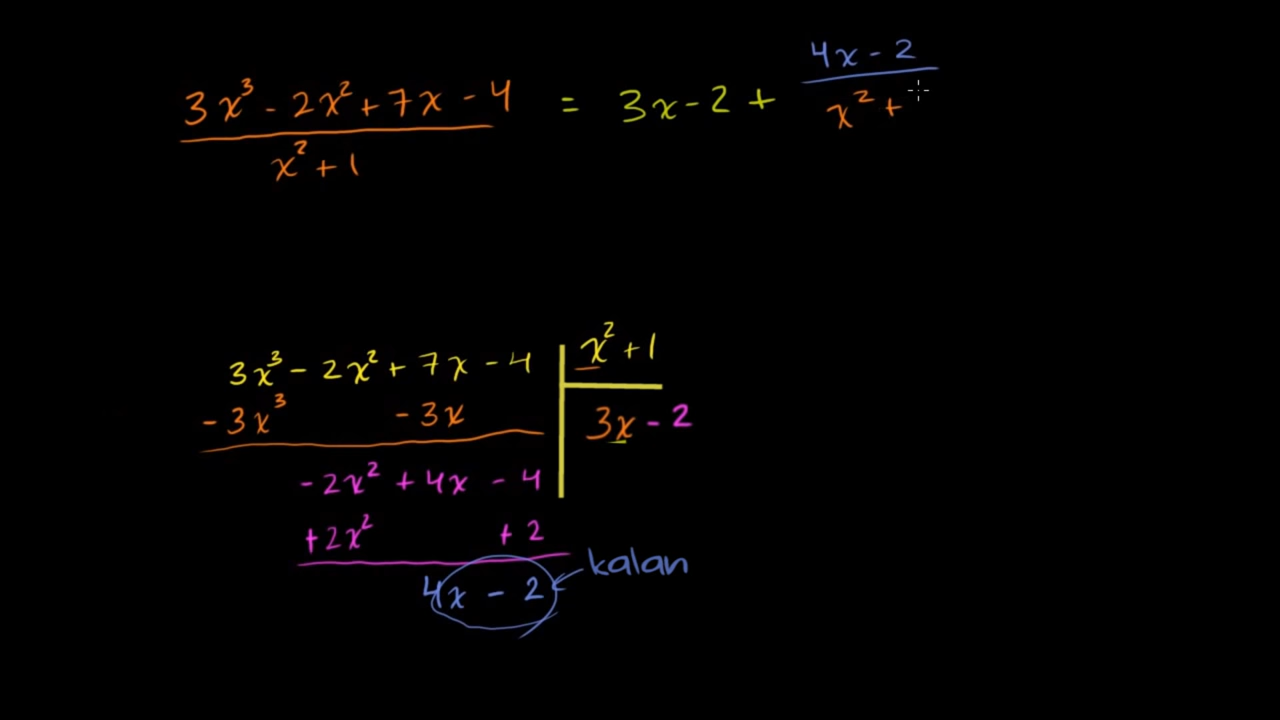 3x³ - 2x² + 7x - 4 = 3x - 2 + 4x - 2
x² + 1 x² +
3x³ - 2x² + 7x - 4 x² + 1
- 3x³ - 3x 3x - 2
- 2x² + 4x - 4
+ 2x² + 2
4x - 2 kalan